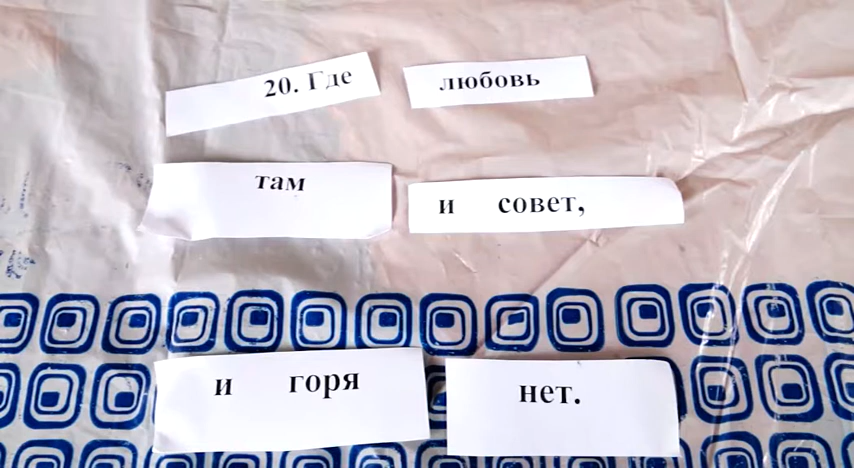 20. Где любовь
там и совет,
и горя нет.